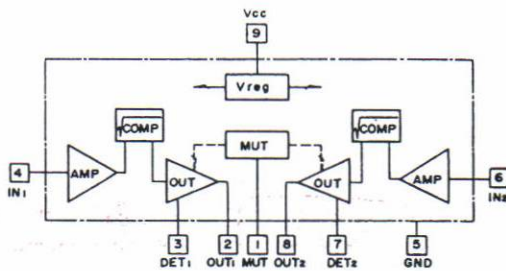 Vcc
9
Vreg
COMP
COMP
MUT
4
AMP
OUT
OUT
AMP
6
IN₁
IN₂
3
2
1
8
7
5
DET₁ OUT₁ MUT OUT₂ DET₂ GND